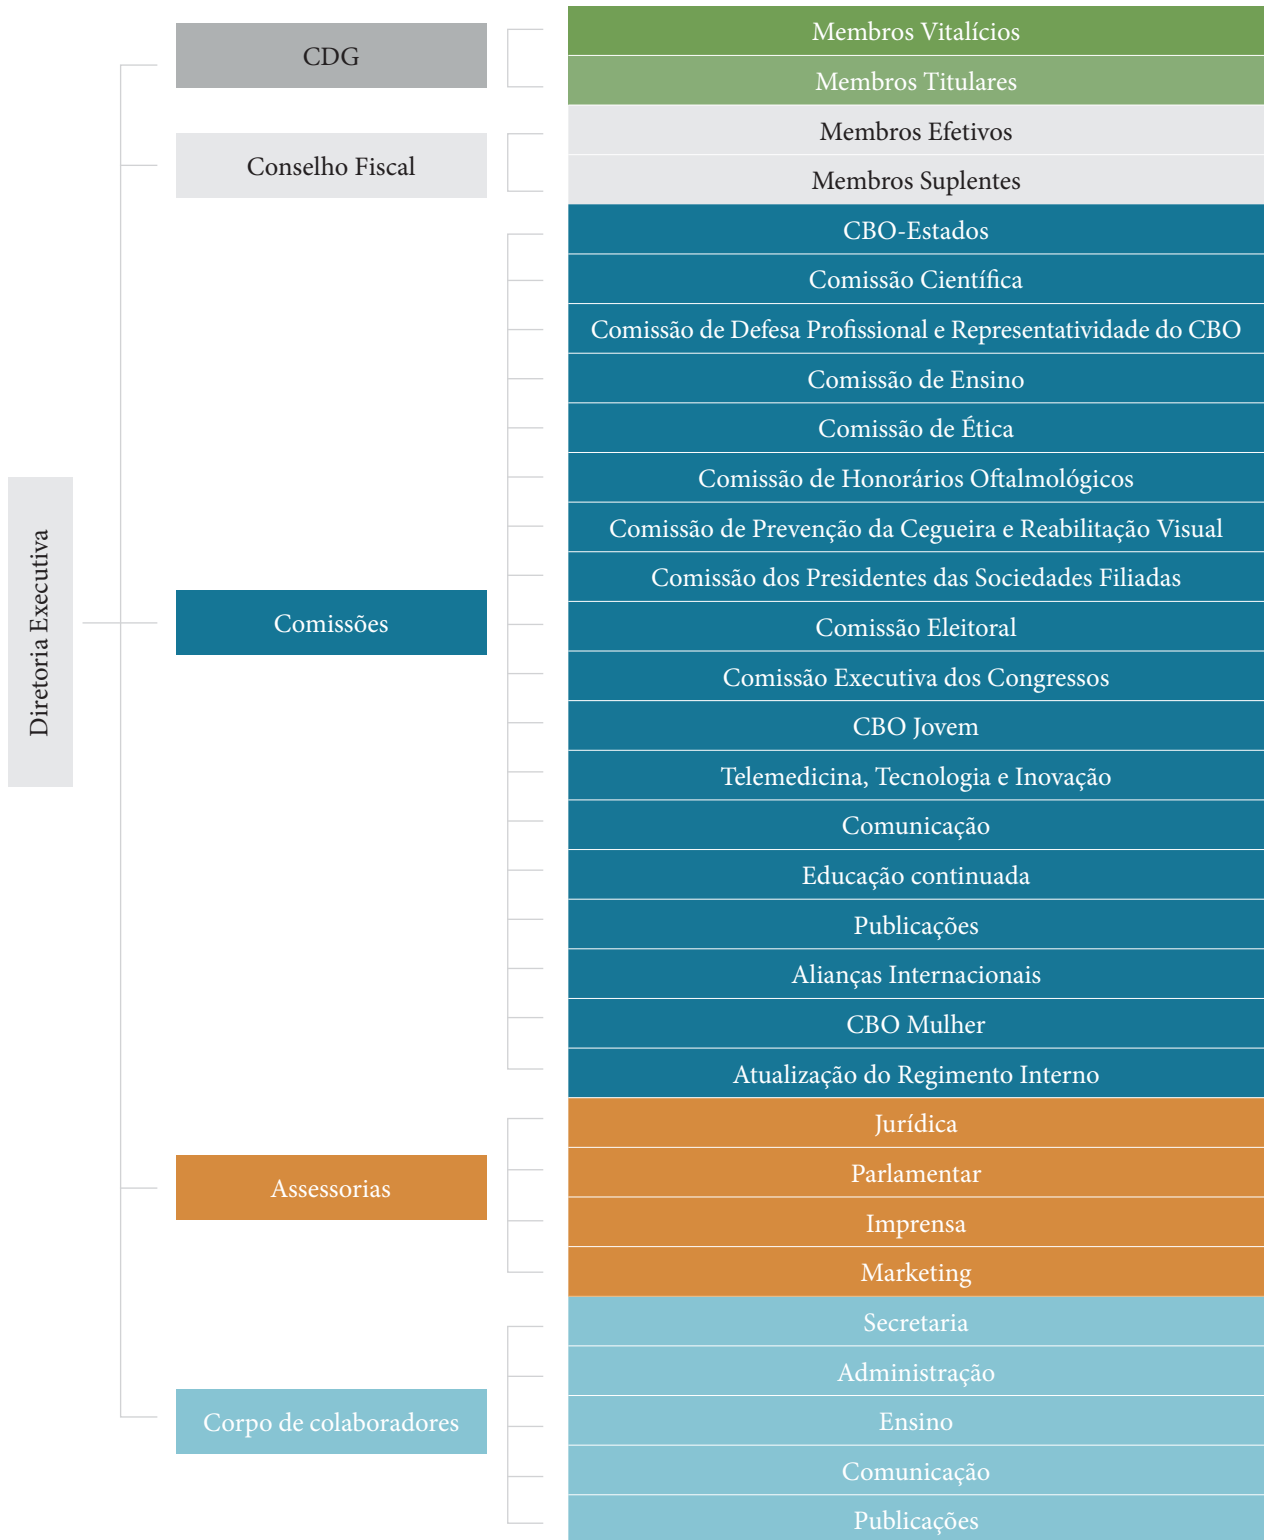 Diretoria Executiva
CDG
Membros Vitalícios
Membros Titulares
Conselho Fiscal
Membros Efetivos
Membros Suplentes
Comissões
CBO-Estados
Comissão Científica
Comissão de Defesa Profissional e Representatividade do CBO
Comissão de Ensino
Comissão de Ética
Comissão de Honorários Oftalmológicos
Comissão de Prevenção da Cegueira e Reabilitação Visual
Comissão dos Presidentes das Sociedades Filiadas
Comissão Eleitoral
Comissão Executiva dos Congressos
CBO Jovem
Telemedicina, Tecnologia e Inovação
Comunicação
Educação continuada
Publicações
Alianças Internacionais
CBO Mulher
Atualização do Regimento Interno
Assessorias
Jurídica
Parlamentar
Imprensa
Marketing
Corpo de colaboradores
Secretaria
Administração
Ensino
Comunicação
Publicações